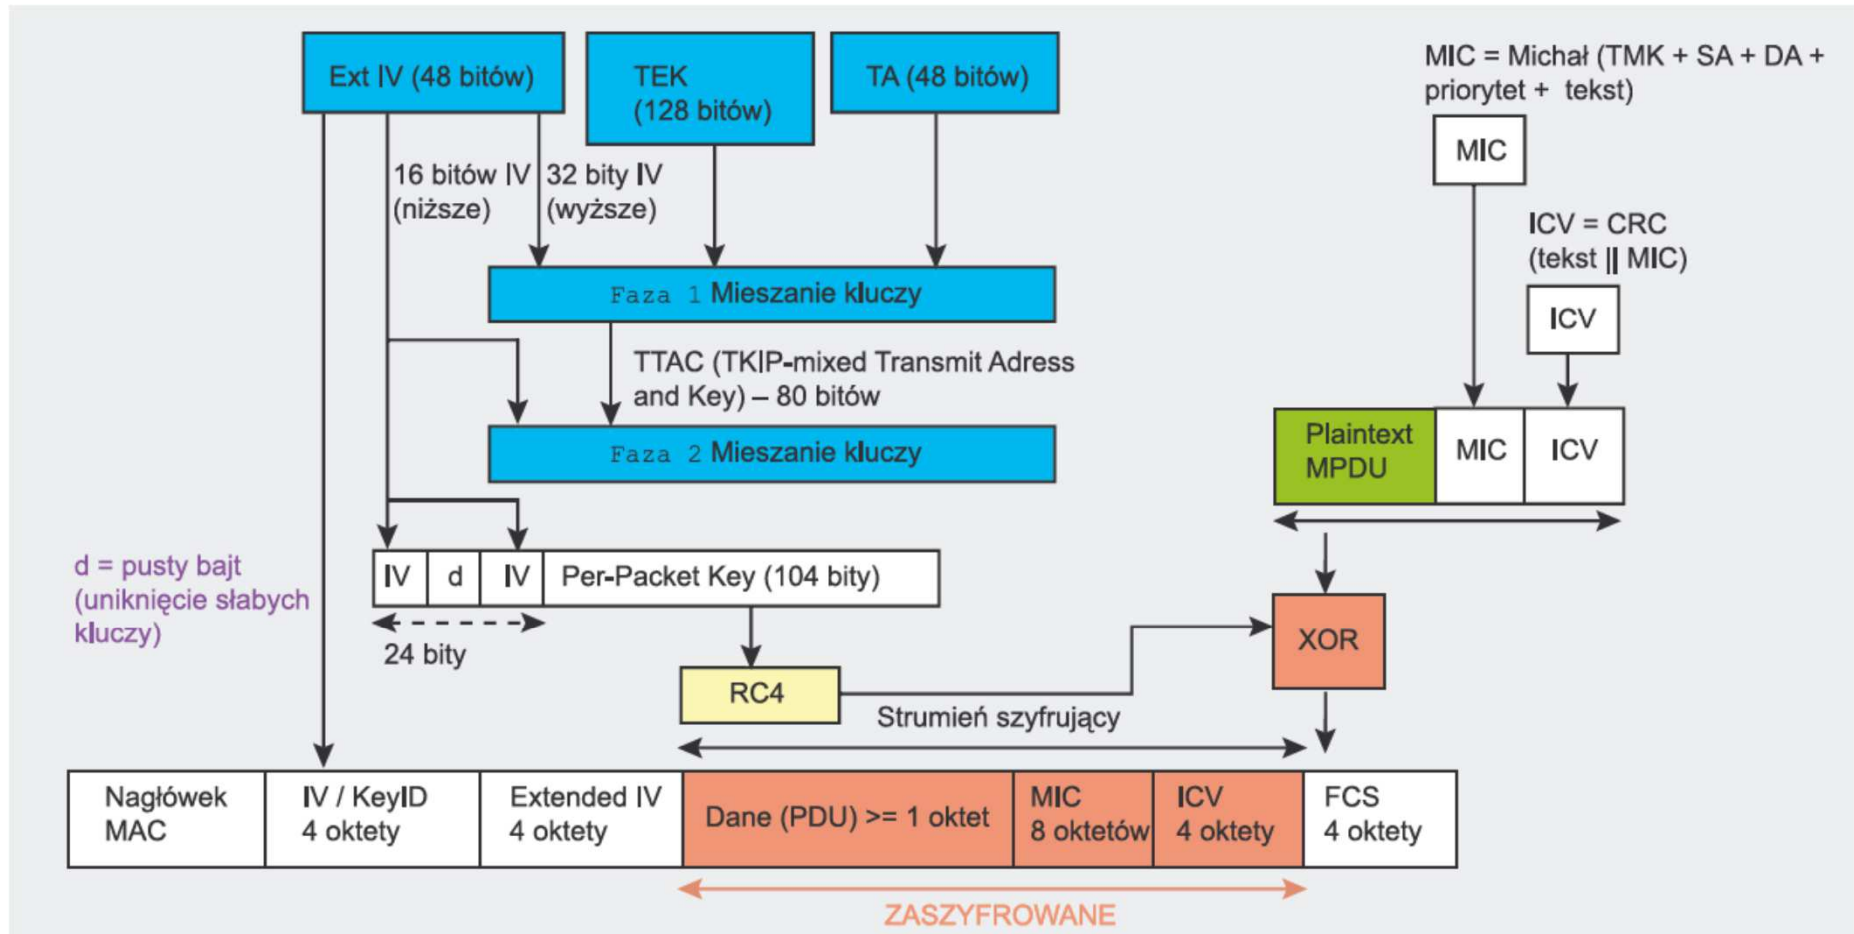 Ext IV (48 bitów)
TEK
(128 bitów)
TA (48 bitów)
MIC = Michał (TMK + SA + DA +
priorytet + tekst)
MIC
16 bitów IV
(niższe)
32 bity IV
(wyższe)
ICV = CRC
(tekst || MIC)
ICV
Faza 1 Mieszanie kluczy
TTAC (TKIP-mixed Transmit Adress
and Key) – 80 bitów
Faza 2 Mieszanie kluczy
Plaintext
MPDU
MIC
ICV
d = pusty bajt
(uniknięcie słabych
kluczy)
IV
d
IV
Per-Packet Key (104 bity)
24 bity
XOR
RC4
Strumień szyfrujący
Nagłówek
MAC
IV / KeyID
4 oktety
Extended IV
4 oktety
Dane (PDU) >= 1 oktet
MIC
8 oktetów
ICV
4 oktety
FCS
4 oktety
ZASZYFROWANE